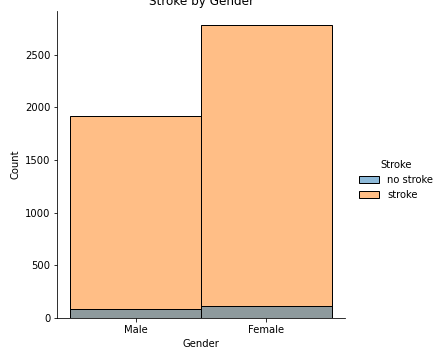 Stroke by Gender
2500
2000
1500
1000
500
0
Count
Male Female
Gender
Stroke
no stroke
stroke